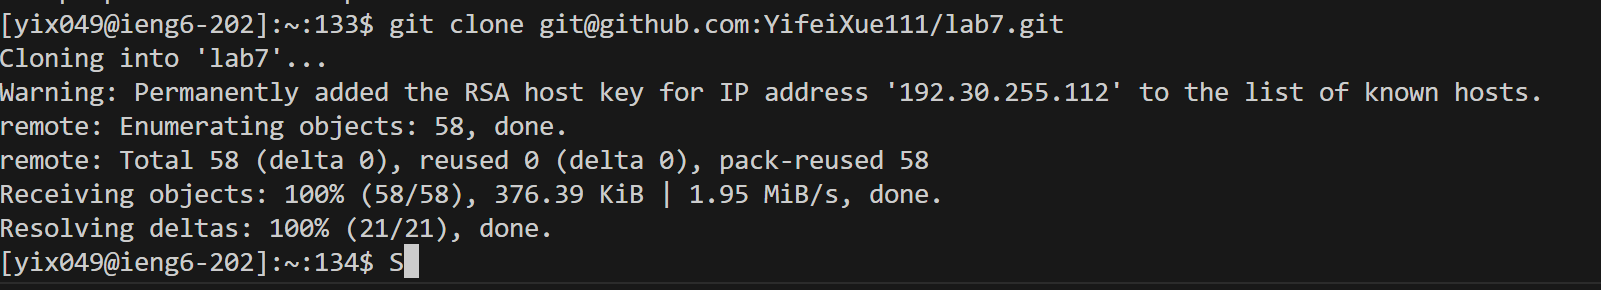 [yix049@ieng6-202]:~:133$ git clone git@github.com:YifeiXue111/lab7.git
Cloning into 'lab7'...
Warning: Permanently added the RSA host key for IP address '192.30.255.112' to the list of known hosts.
remote: Enumerating objects: 58, done.
remote: Total 58 (delta 0), reused 0 (delta 0), pack-reused 58
Receiving objects: 100% (58/58), 376.39 KiB | 1.95 MiB/s, done.
Resolving deltas: 100% (21/21), done.
[yix049@ieng6-202]:~:134$ S